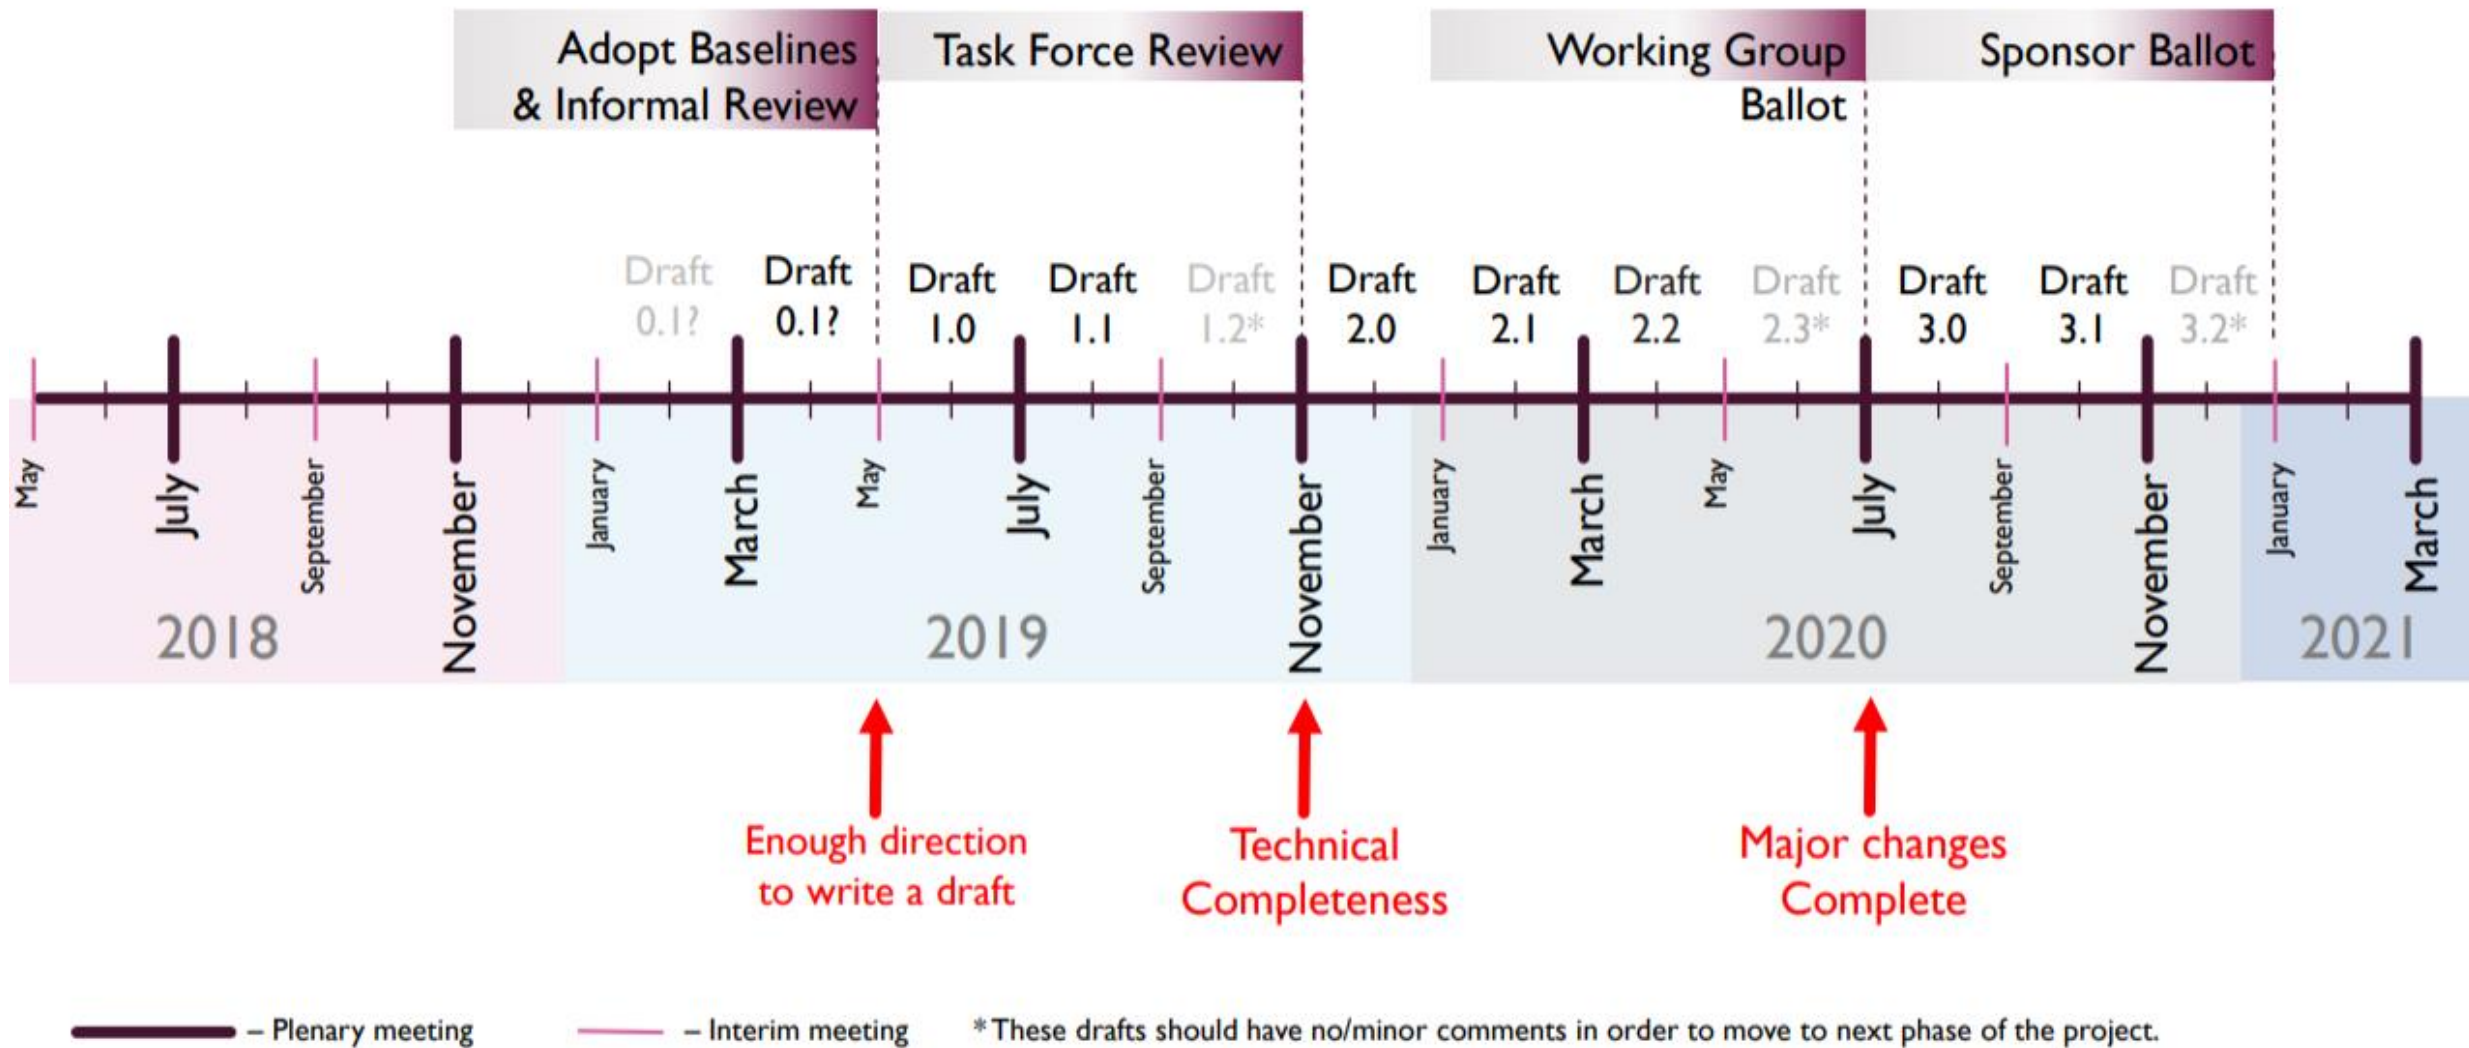 Adopt Baselines
& Informal Review
Task Force Review
Working Group
Ballot
Sponsor Ballot
Draft
0.1?
Draft
0.1?
Draft
1.0
Draft
1.1
Draft
1.2*
Draft
2.0
Draft
2.1
Draft
2.2
Draft
2.3*
Draft
3.0
Draft
3.1
Draft
3.2*
May
July
September
November
January
March
May
July
September
November
January
March
May
July
September
November
January
March
2018
2019
2020
2021
Enough direction
to write a draft
Technical
Completeness
Major changes
Complete
– Plenary meeting
– Interim meeting
*These drafts should have no/minor comments in order to move to next phase of the project.